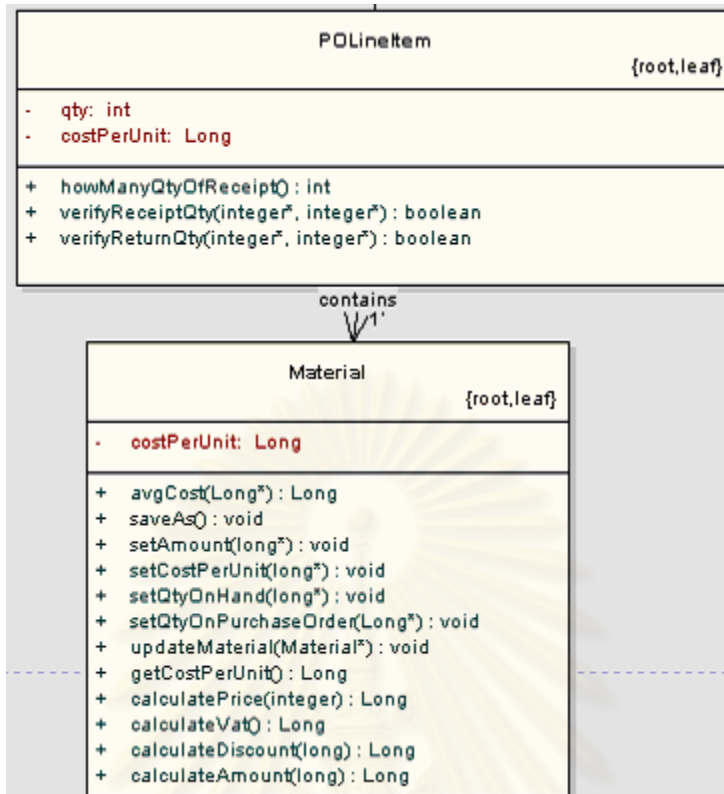 POLineItem
{root,leaf}
- qty: int
- costPerUnit: Long
+ howManyQtyOfReceipt() : int
+ verifyReceiptQty(integer*, integer*) : boolean
+ verifyReturnQty(integer*, integer*) : boolean
contains
1'
Material
{root,leaf}
- costPerUnit: Long
+ avgCost(Long*) : Long
+ saveAs() : void
+ setAmount(long*) : void
+ setCostPerUnit(long*) : void
+ setQtyOnHand(long*) : void
+ setQtyOnPurchaseOrder(Long*) : void
+ updateMaterial(Material*) : void
+ getCostPerUnit() : Long
+ calculatePrice(integer) : Long
+ calculateVat() : Long
+ calculateDiscount(long) : Long
+ calculateAmount(long) : Long